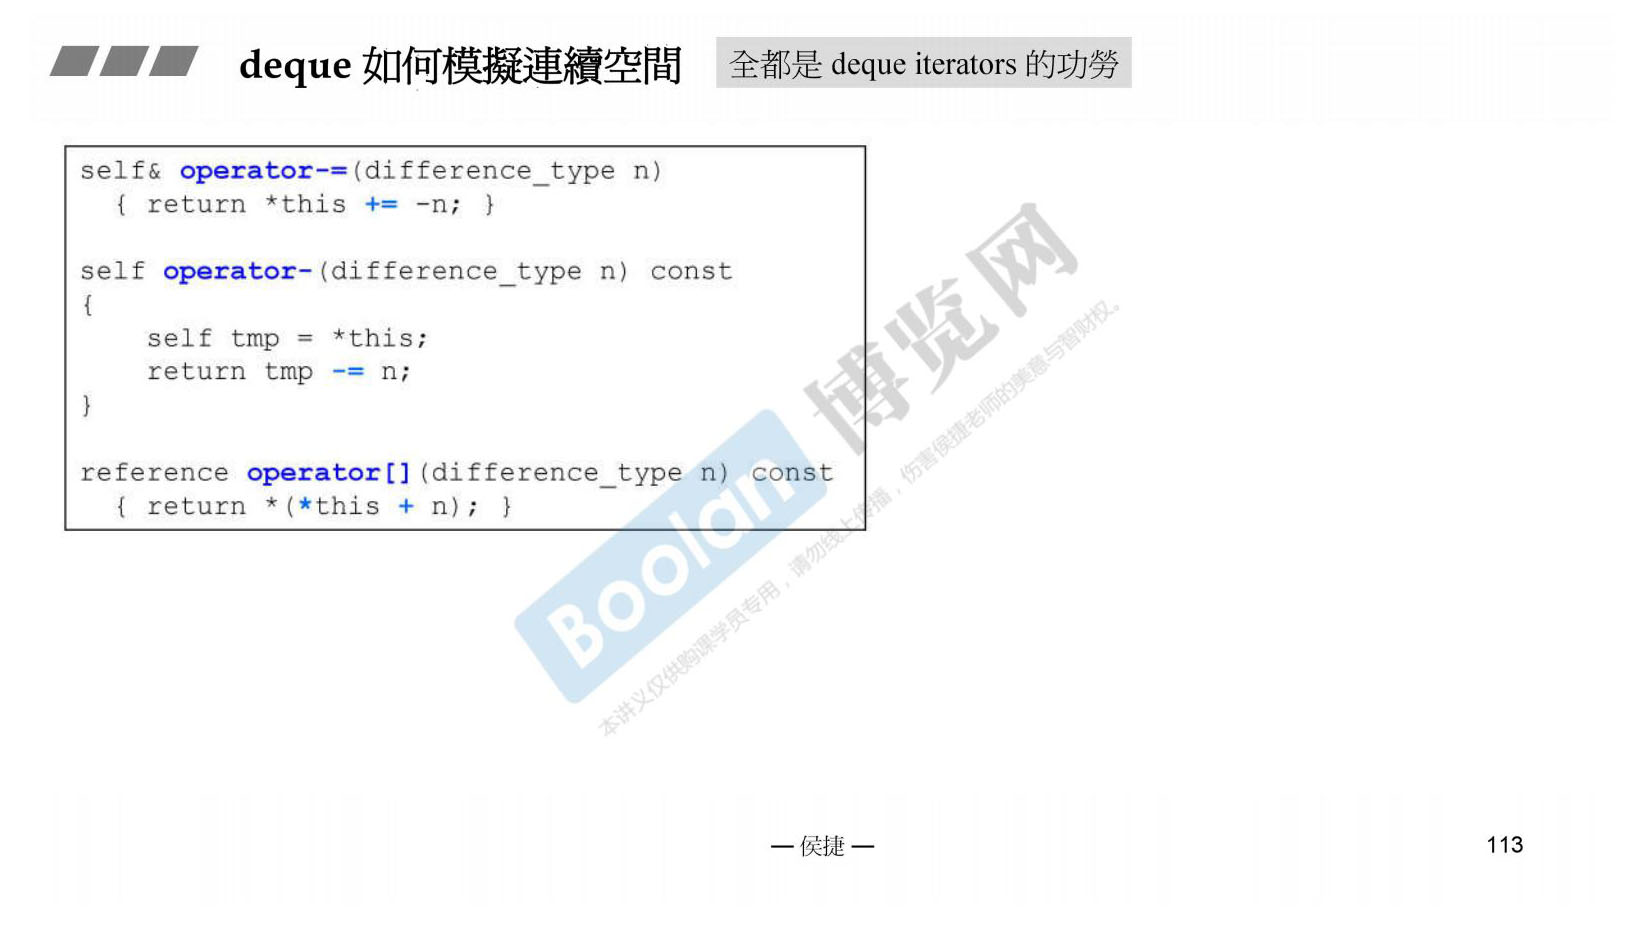 deque 如何模擬連續空間 全都是 deque iterators 的功勞
self& operator-=(difference_type n)
{ return *this += -n; }
self operator-(difference_type n) const
{
self tmp = *this;
return tmp -= n;
}
reference operator[](difference_type n) const
{ return *(*this + n); }
Boolan 博览网
本讲义仅供购课学员专用，请勿线上传播，伤害侯捷老师的美意与智财权。
— 侯捷 —
113